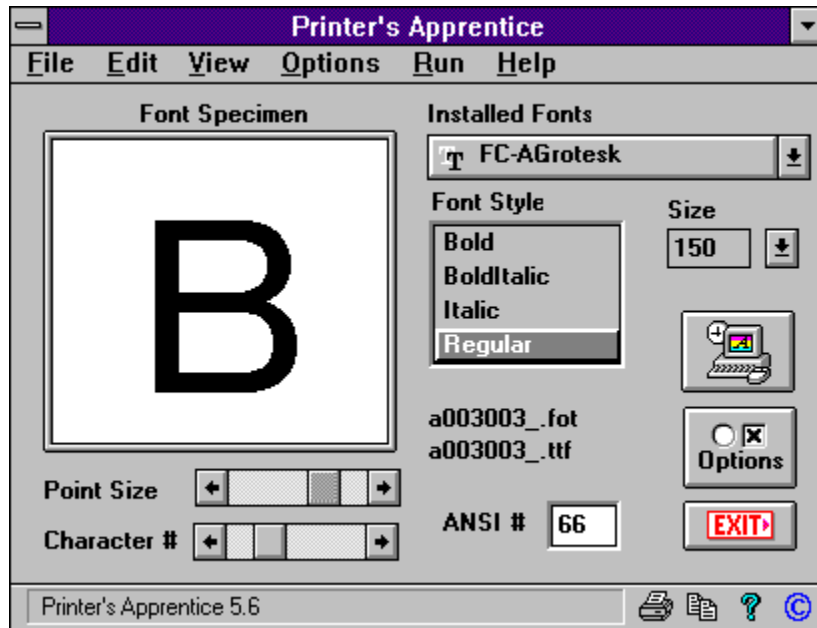 Printer's Apprentice
File Edit View Options Run Help
Font Specimen
B
Installed Fonts
FC-AGrotesk
Font Style
Bold
BoldItalic
Italic
Regular
Size
150
a003003_.fot
a003003_.ttf
Options
Point Size
Character #
ANSI # 66
EXIT
Printer's Apprentice 5.6